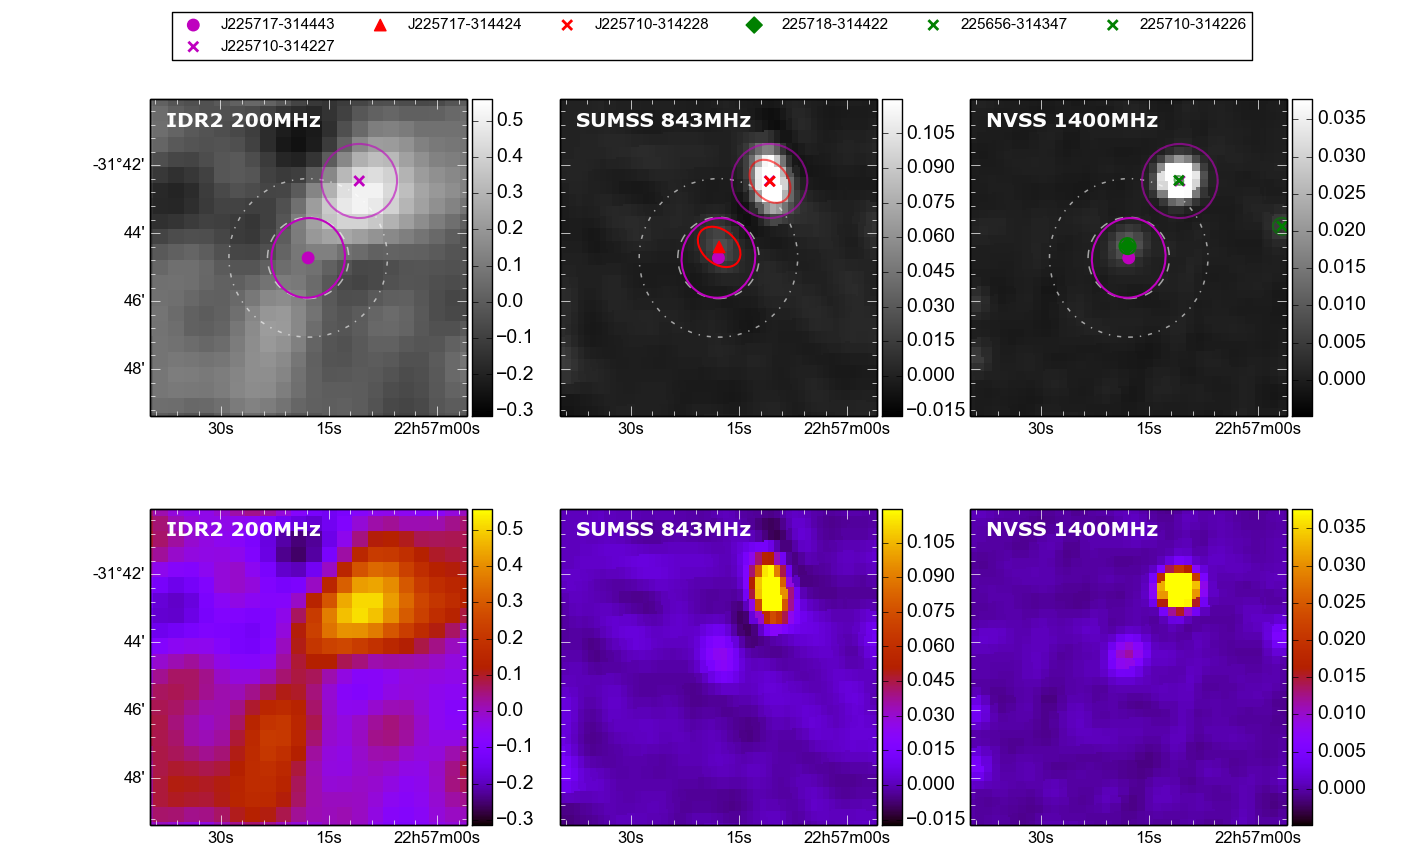 J225717-314443 J225717-314424 J225710-314228 225718-314422 225656-314347 225710-314226
J225710-314227
IDR2 200MHz SUMSS 843MHz NVSS 1400MHz
-31°42' 44' 46' 48'
0.5 0.4 0.3 0.2 0.1 0.0 −0.1 −0.2 −0.3
0.105 0.090 0.075 0.060 0.045 0.030 0.015 0.000 −0.015
0.035 0.030 0.025 0.020 0.015 0.010 0.005 0.000
30s 15s 22h57m00s 30s 15s 22h57m00s 30s 15s 22h57m00s
IDR2 200MHz SUMSS 843MHz NVSS 1400MHz
-31°42' 44' 46' 48'
0.5 0.4 0.3 0.2 0.1 0.0 −0.1 −0.2 −0.3
0.105 0.090 0.075 0.060 0.045 0.030 0.015 0.000 −0.015
0.035 0.030 0.025 0.020 0.015 0.010 0.005 0.000
30s 15s 22h57m00s 30s 15s 22h57m00s 30s 15s 22h57m00s